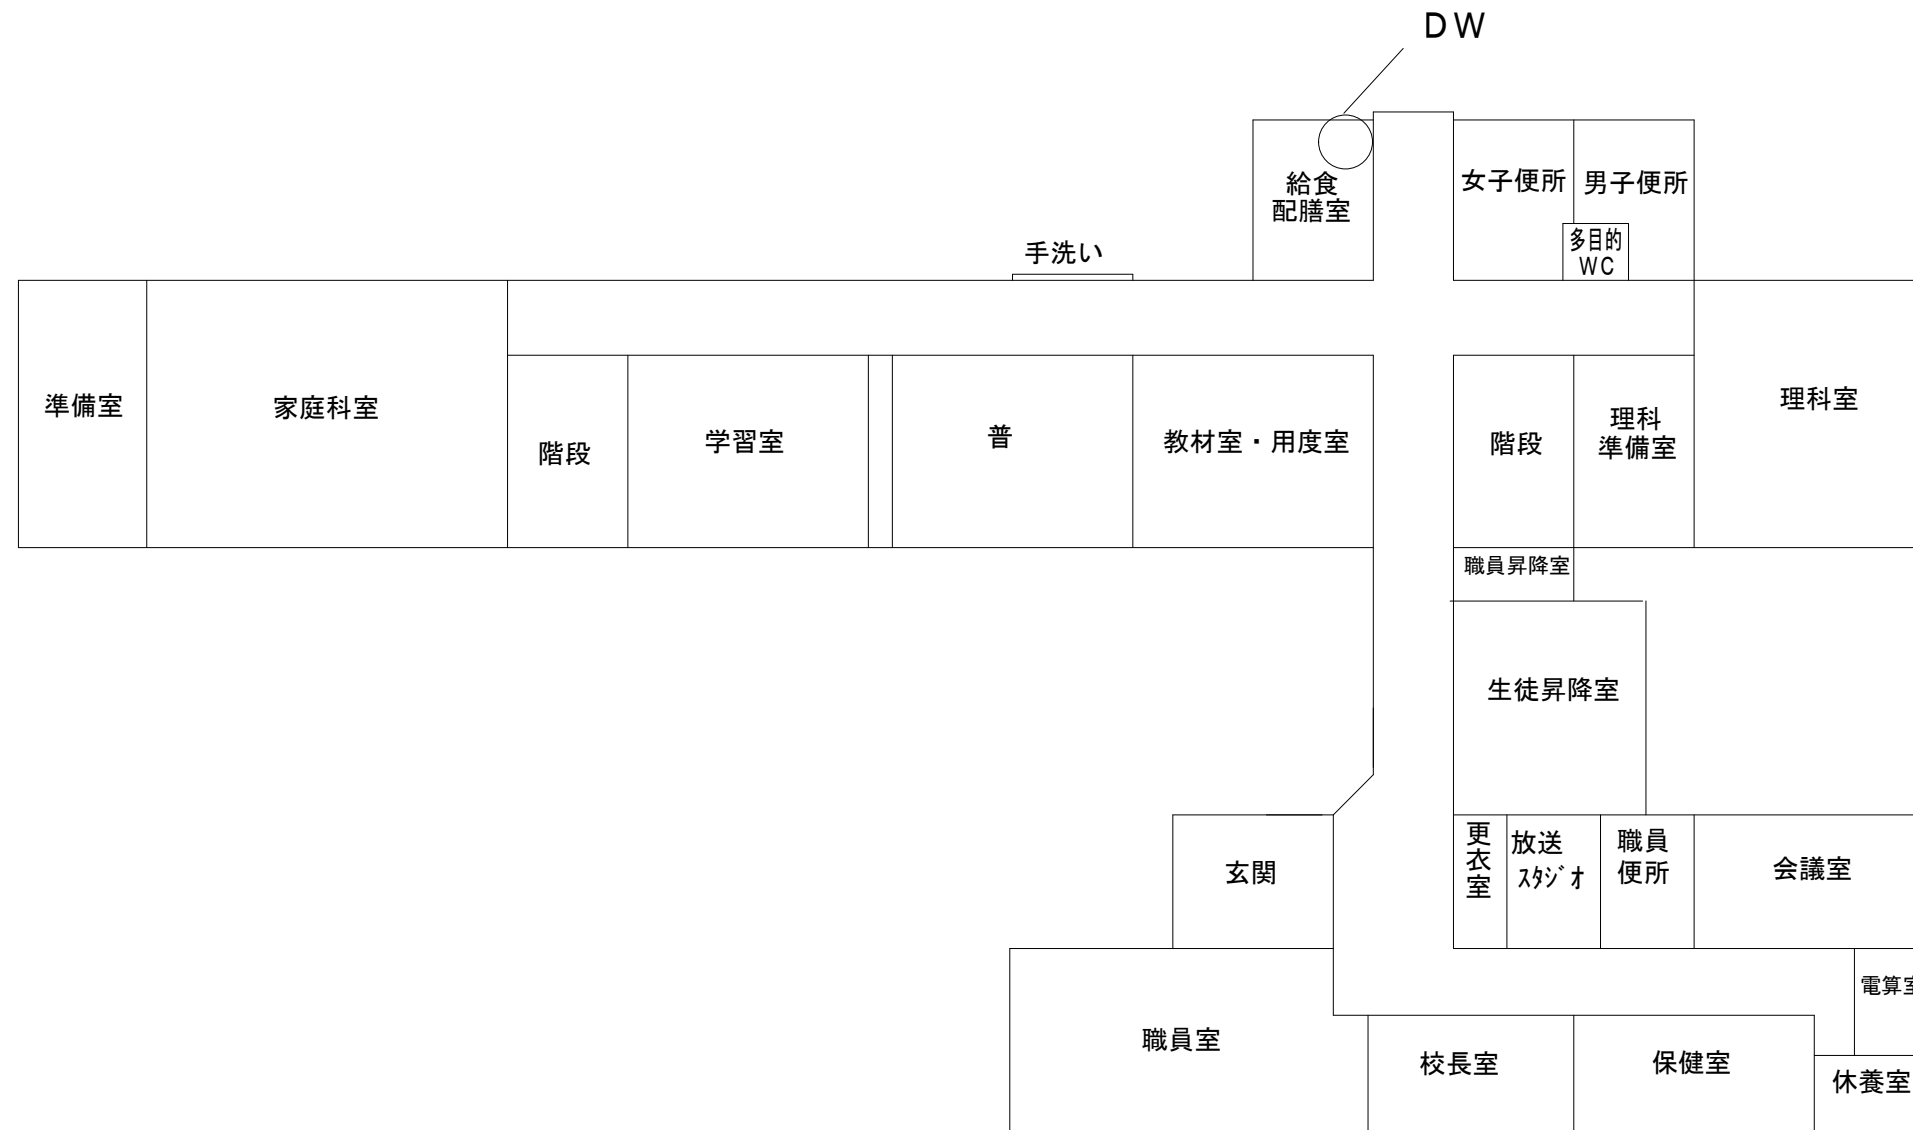 DW
給食
配膳室
女子便所
男子便所
多目的
WC
手洗い
準備室
家庭科室
階段
学習室
普
教材室・用度室
階段
理科
準備室
理科室
職員昇降室
生徒昇降室
玄関
更衣室
放送
ｽﾀｼﾞｵ
職員
便所
会議室
電算室
職員室
校長室
保健室
休養室